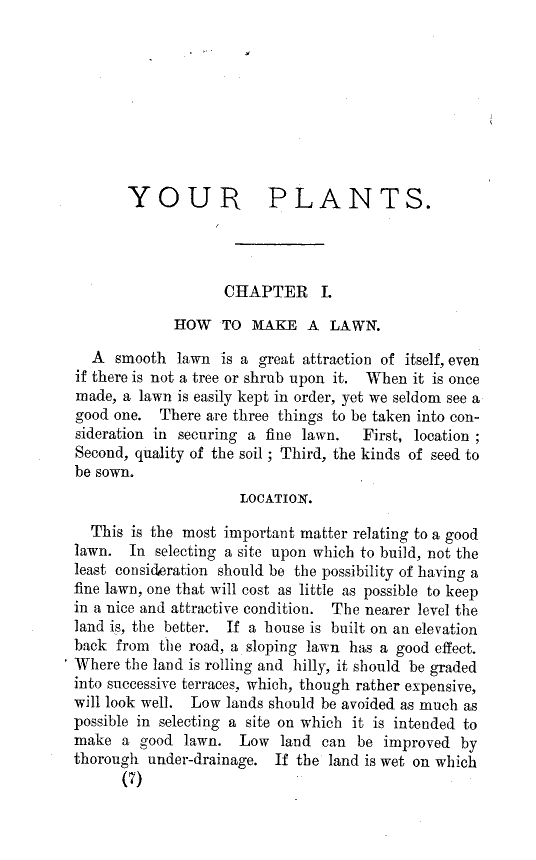 YOUR PLANTS.
CHAPTER I.
HOW TO MAKE A LAWN.
A smooth lawn is a great attraction of itself, even
if there is not a tree or shrub upon it. When it is once
made, a lawn is easily kept in order, yet we seldom see a
good one. There are three things to be taken into con-
sideration in securing a fine lawn. First, location ;
Second, quality of the soil ; Third, the kinds of seed to
be sown.
LOCATION.
This is the most important matter relating to a good
lawn. In selecting a site upon which to build, not the
least consideration should be the possibility of having a
fine lawn, one that will cost as little as possible to keep
in a nice and attractive condition. The nearer level the
land is, the better. If a house is built on an elevation
back from the road, a sloping lawn has a good effect.
Where the land is rolling and hilly, it should be graded
into successive terraces, which, though rather expensive,
will look well. Low lands should be avoided as much as
possible in selecting a site on which it is intended to
make a good lawn. Low land can be improved by
thorough under-drainage. If the land is wet on which
(7)